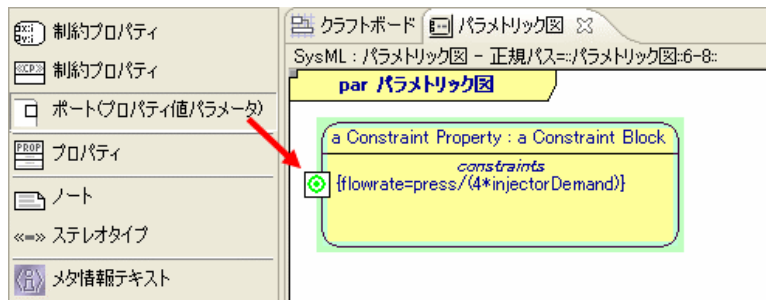 制約プロパティ
«CP» 制約プロパティ
ポート(プロパティ値パラメータ)
PROP プロパティ
ノート
«=» ステレオタイプ
《i》 メタ情報テキスト
クラフトボード パラメトリック図
SysML : パラメトリック図 - 正規パス=::パラメトリック図::6-8::
par パラメトリック図
a Constraint Property : a Constraint Block
constraints
{flowrate=press/(4*injectorDemand)}